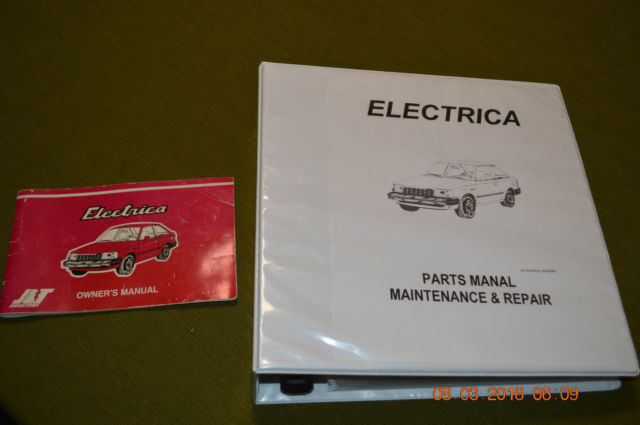 Electrica
OWNER'S MANUAL
ELECTRICA
PARTS MANAL
MAINTENANCE & REPAIR
08 03 2016 06:09